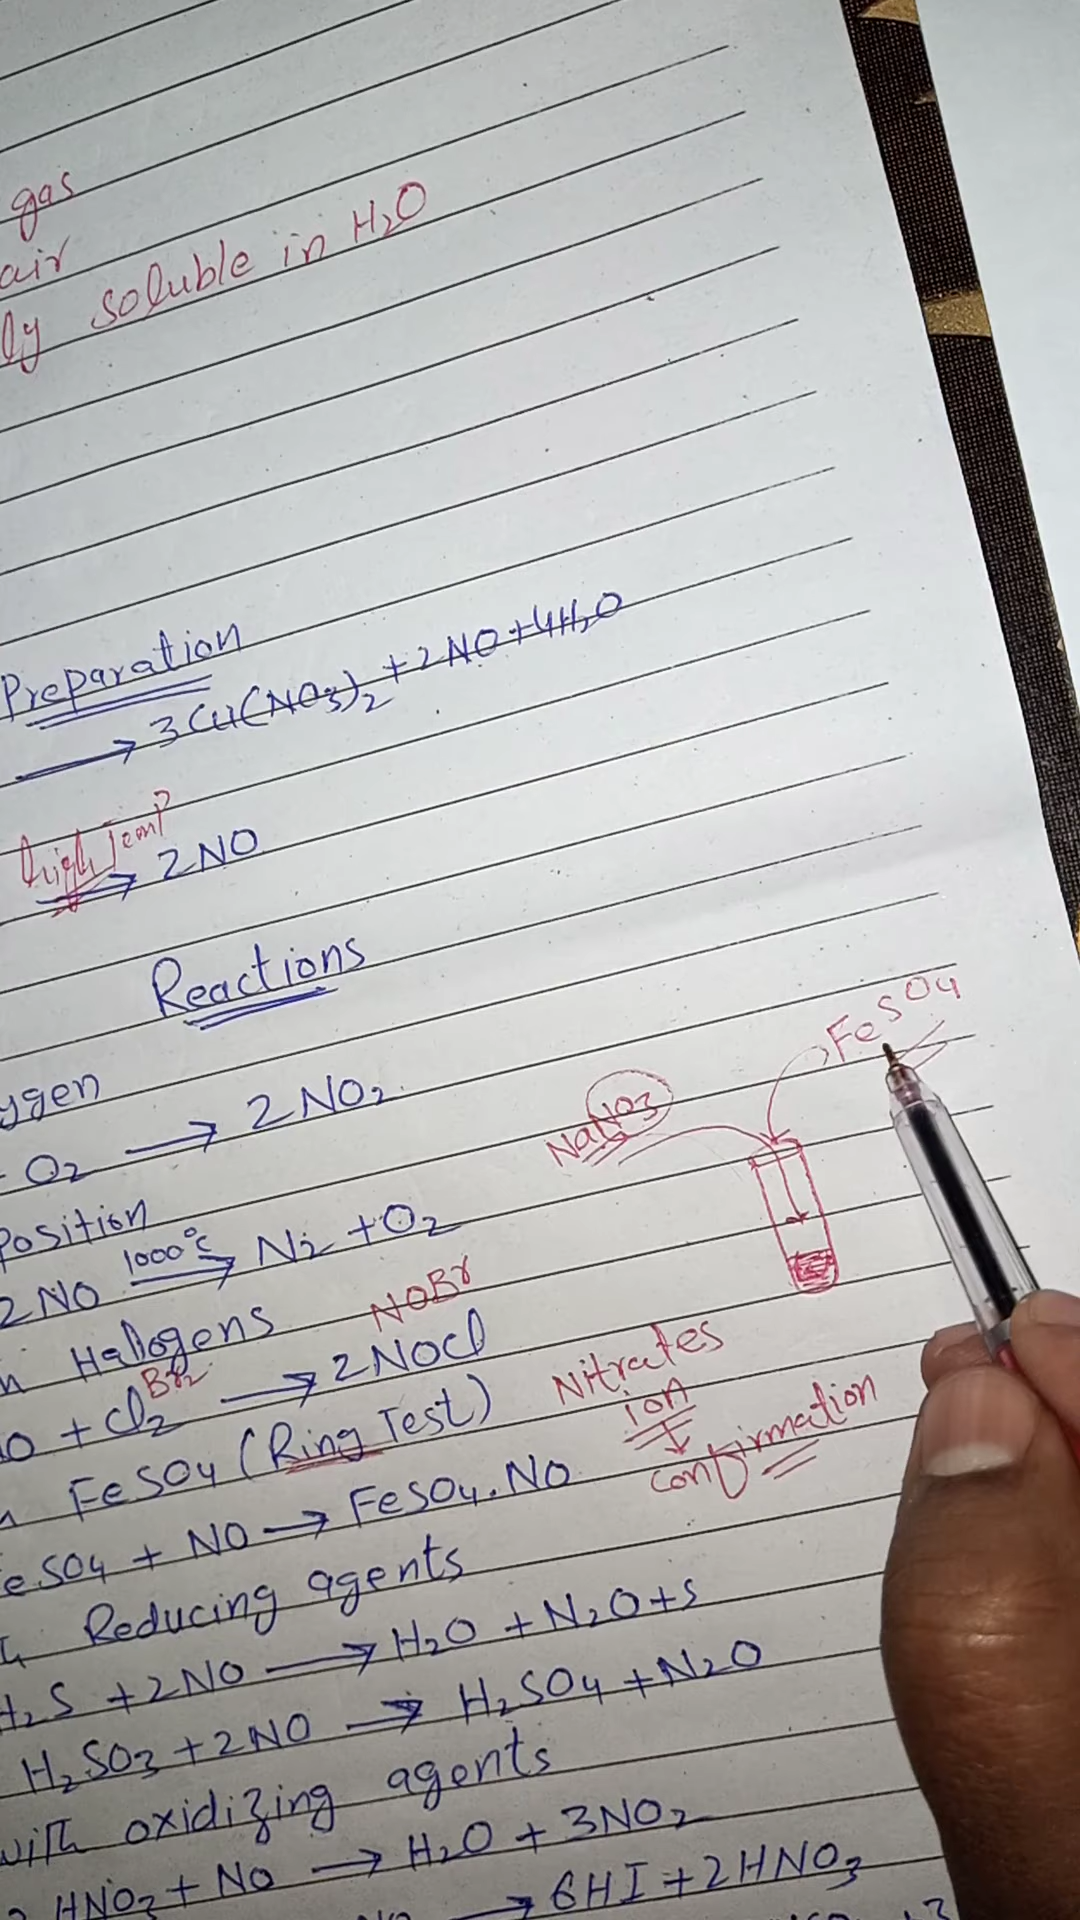 gas
air
ly soluble in H₂O
Preparation
⟶ 3Cu(NO₃)₂ + 2NO + 4H₂O
high temp
⟶ 2NO
Reactions
ygen
O₂ ⟶ 2NO₂
FeSO₄
NaNO₃
position
2NO 1000°C ⟶ N₂ + O₂
Halogens
NOBr
Br₂
O + Cl₂ ⟶ 2NOCl
FeSO₄ (Ring Test)
Nitrates
ion
confirmation
eSO₄ + NO ⟶ FeSO₄.NO
Reducing agents
H₂S + 2NO ⟶ H₂O + N₂O + S
H₂SO₃ + 2NO ⟶ H₂SO₄ + N₂O
with oxidizing agents
HNO₃ + NO ⟶ H₂O + 3NO₂
⟶ 6HI + 2HNO₃